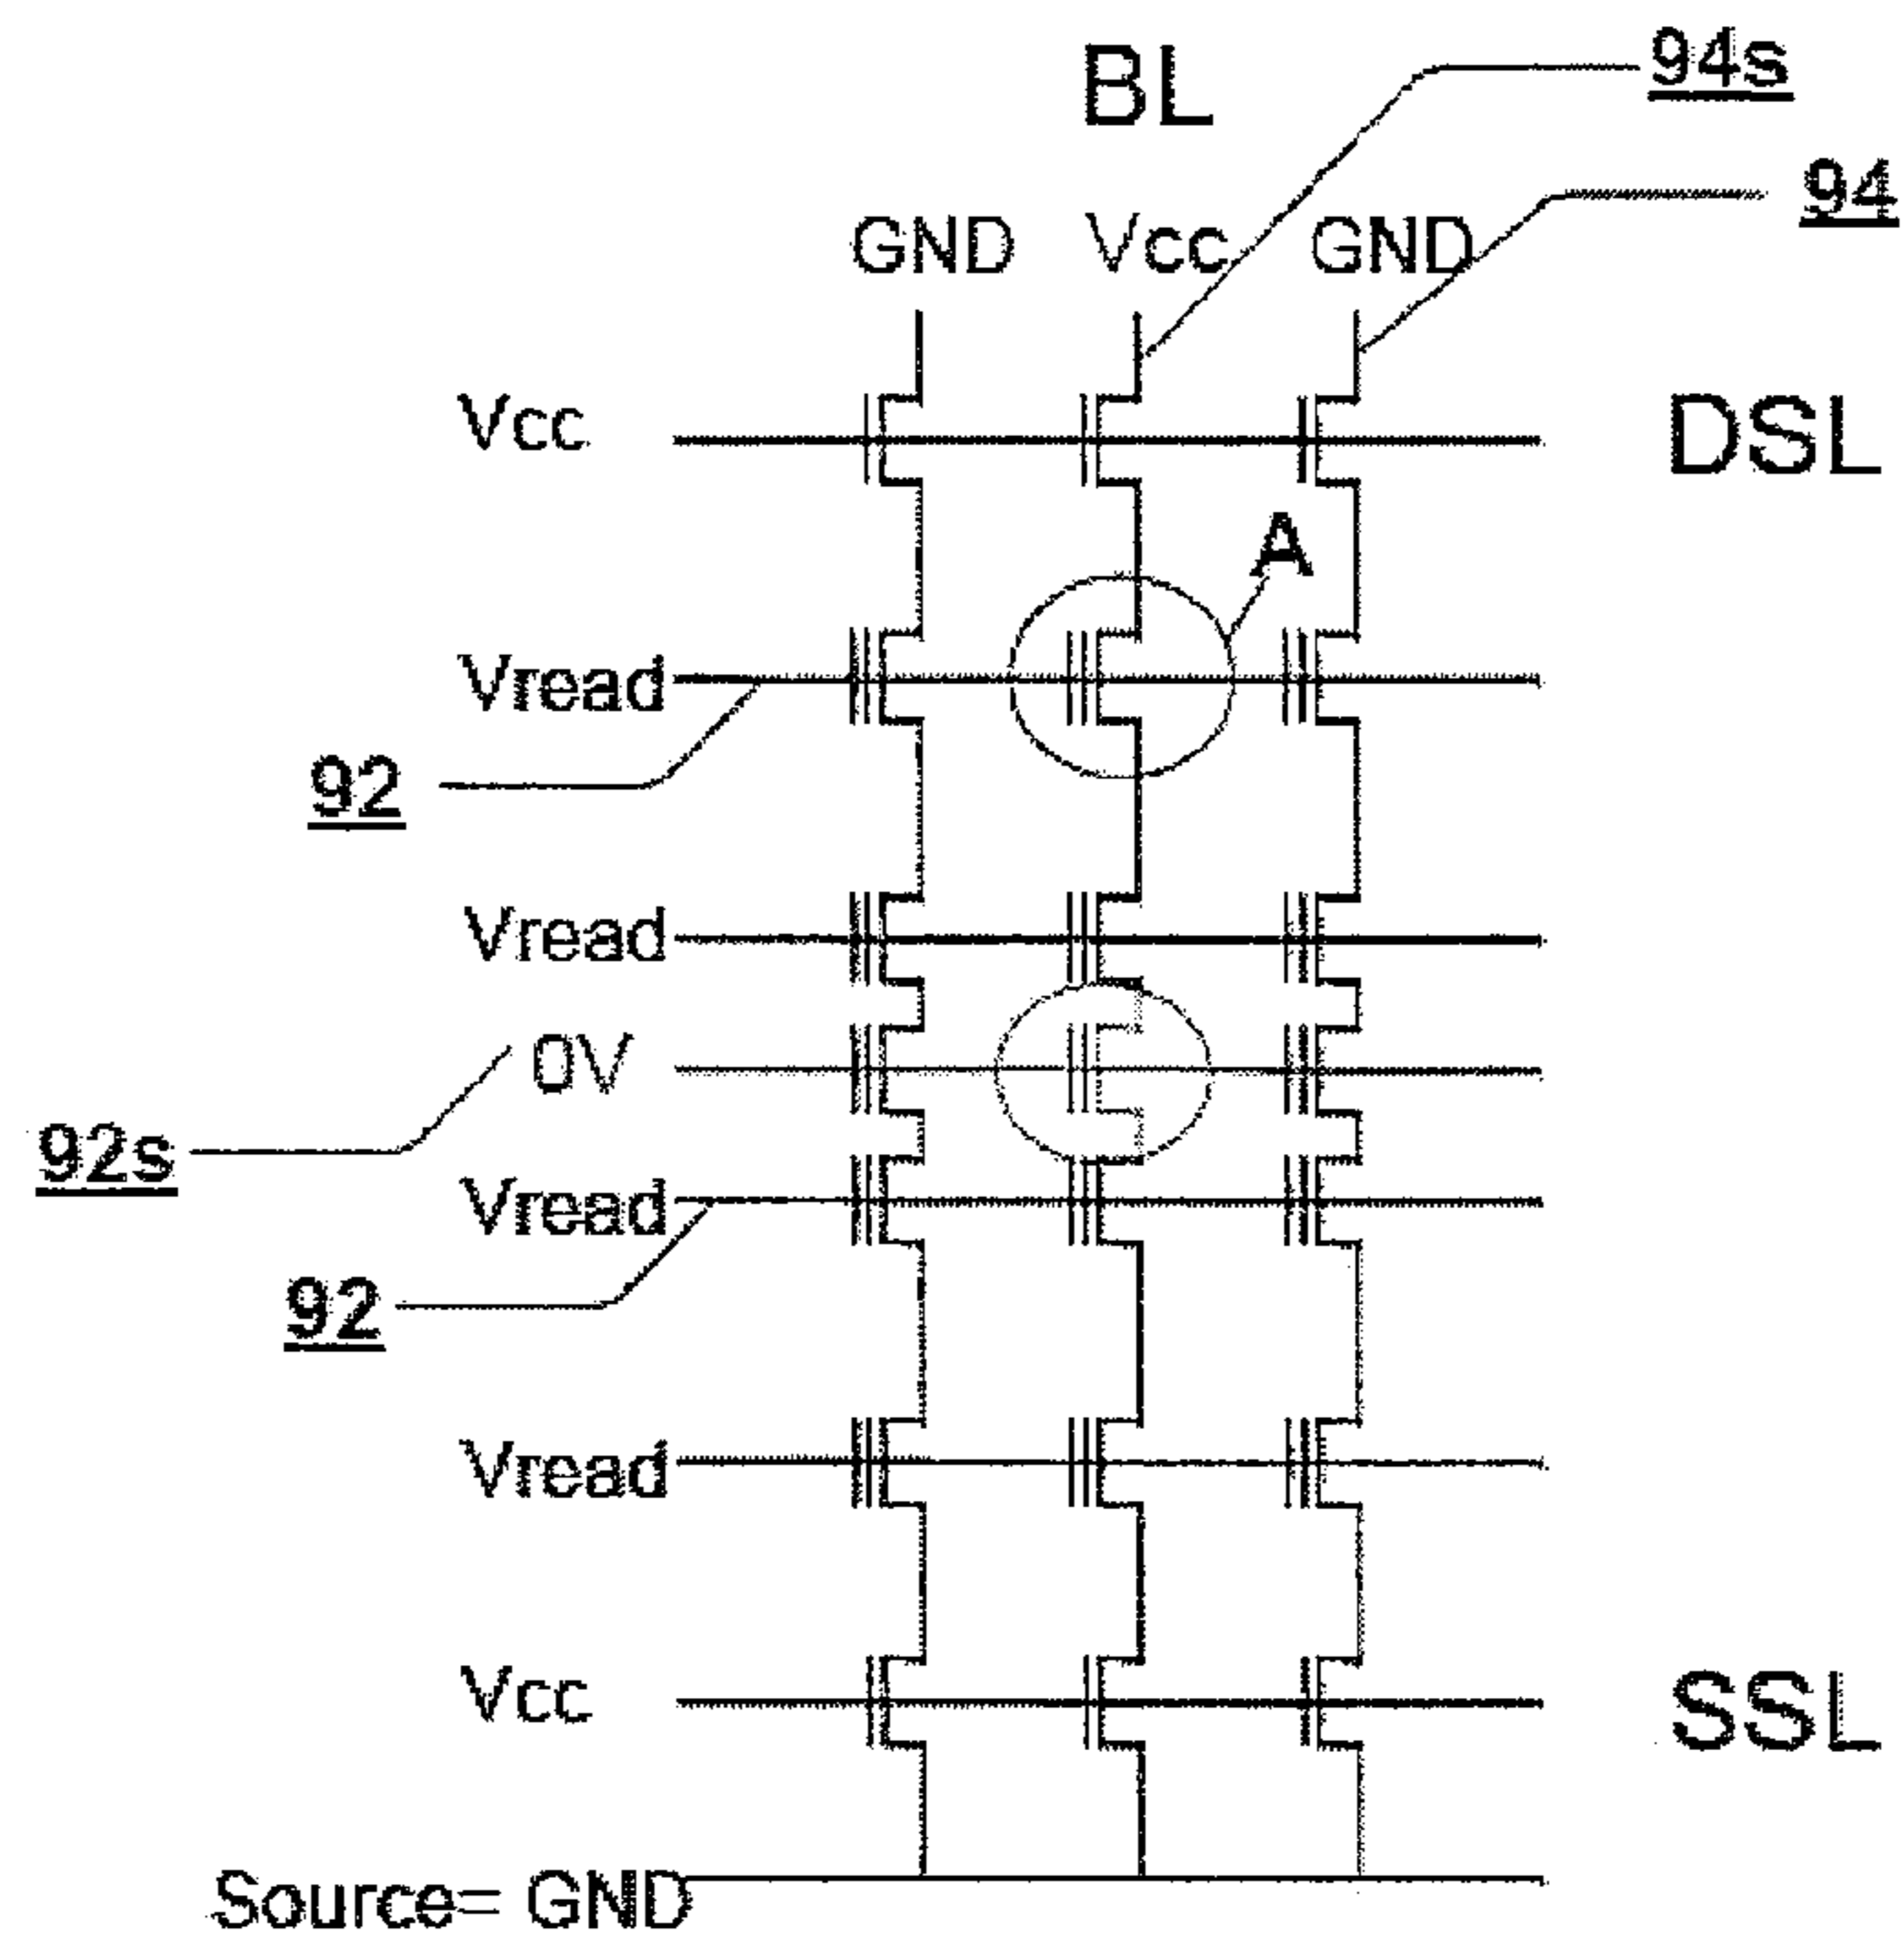 BL
94s
94
GND Vcc GND
Vcc
DSL
A
Vread
92
Vread
0V
92s
Vread
92
Vread
Vcc
SSL
Source= GND